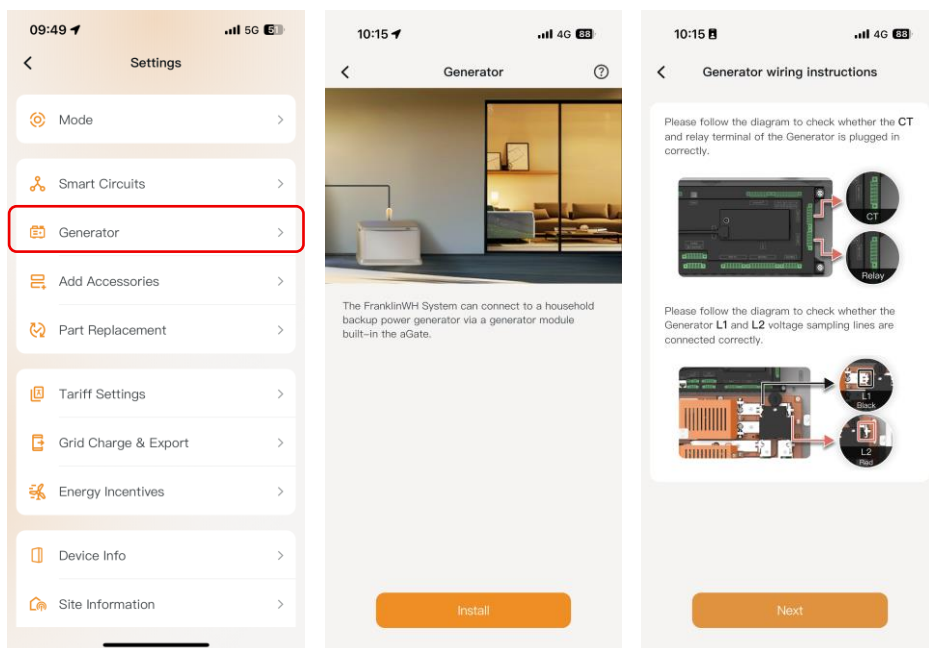 09:49
5G
51
Settings
Mode
Smart Circuits
Generator
Add Accessories
Part Replacement
Tariff Settings
Grid Charge & Export
Energy Incentives
Device Info
Site Information
10:15
4G
88
Generator
?
The FranklinWH System can connect to a household
backup power generator via a generator module
built-in the aGate.
Install
10:15
4G
88
Generator wiring instructions
Please follow the diagram to check whether the CT
and relay terminal of the Generator is plugged in
correctly.
CT
Relay
Please follow the diagram to check whether the
Generator L1 and L2 voltage sampling lines are
connected correctly.
L1
Black
L2
Red
Next